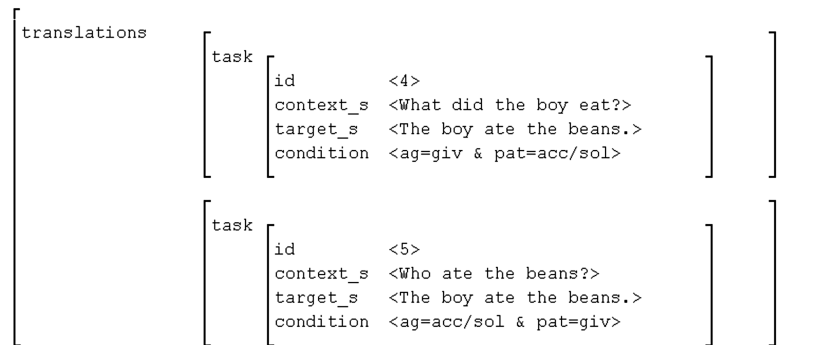 translations
task
id <4>
context_s <What did the boy eat?>
target_s <The boy ate the beans.>
condition <ag=giv & pat=acc/sol>
task
id <5>
context_s <Who ate the beans?>
target_s <The boy ate the beans.>
condition <ag=acc/sol & pat=giv>